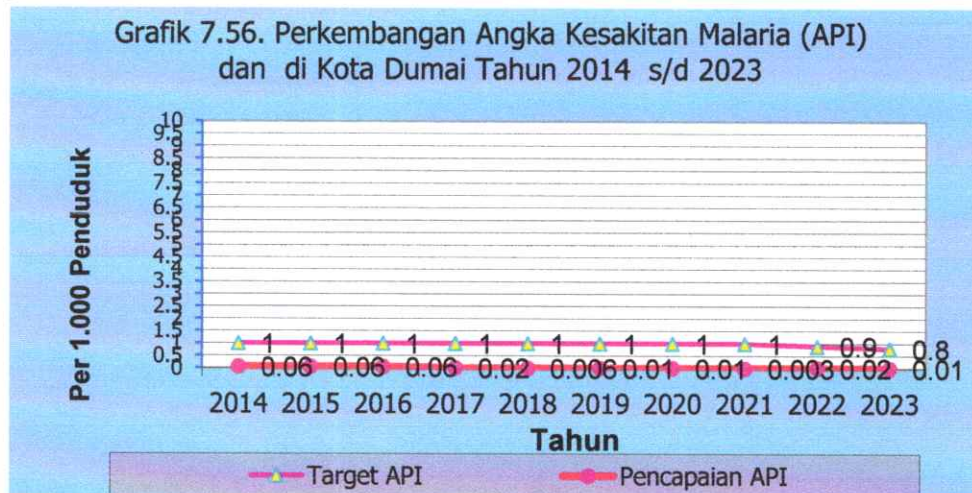 Grafik 7.56. Perkembangan Angka Kesakitan Malaria (API)
dan di Kota Dumai Tahun 2014 s/d 2023
Per 1.000 Penduduk
10
9.5
9
8.5
8
7.5
7
6.5
6
5.5
5
4.5
4
3.5
3
2.5
2
1.5
1
0.5
0
1 1 1 1 1 1 1 1 0.9 0.8
0.06 0.06 0.06 0.02 0.006 0.01 0.01 0.003 0.02 0.01
2014 2015 2016 2017 2018 2019 2020 2021 2022 2023
Tahun
Target API Pencapaian API